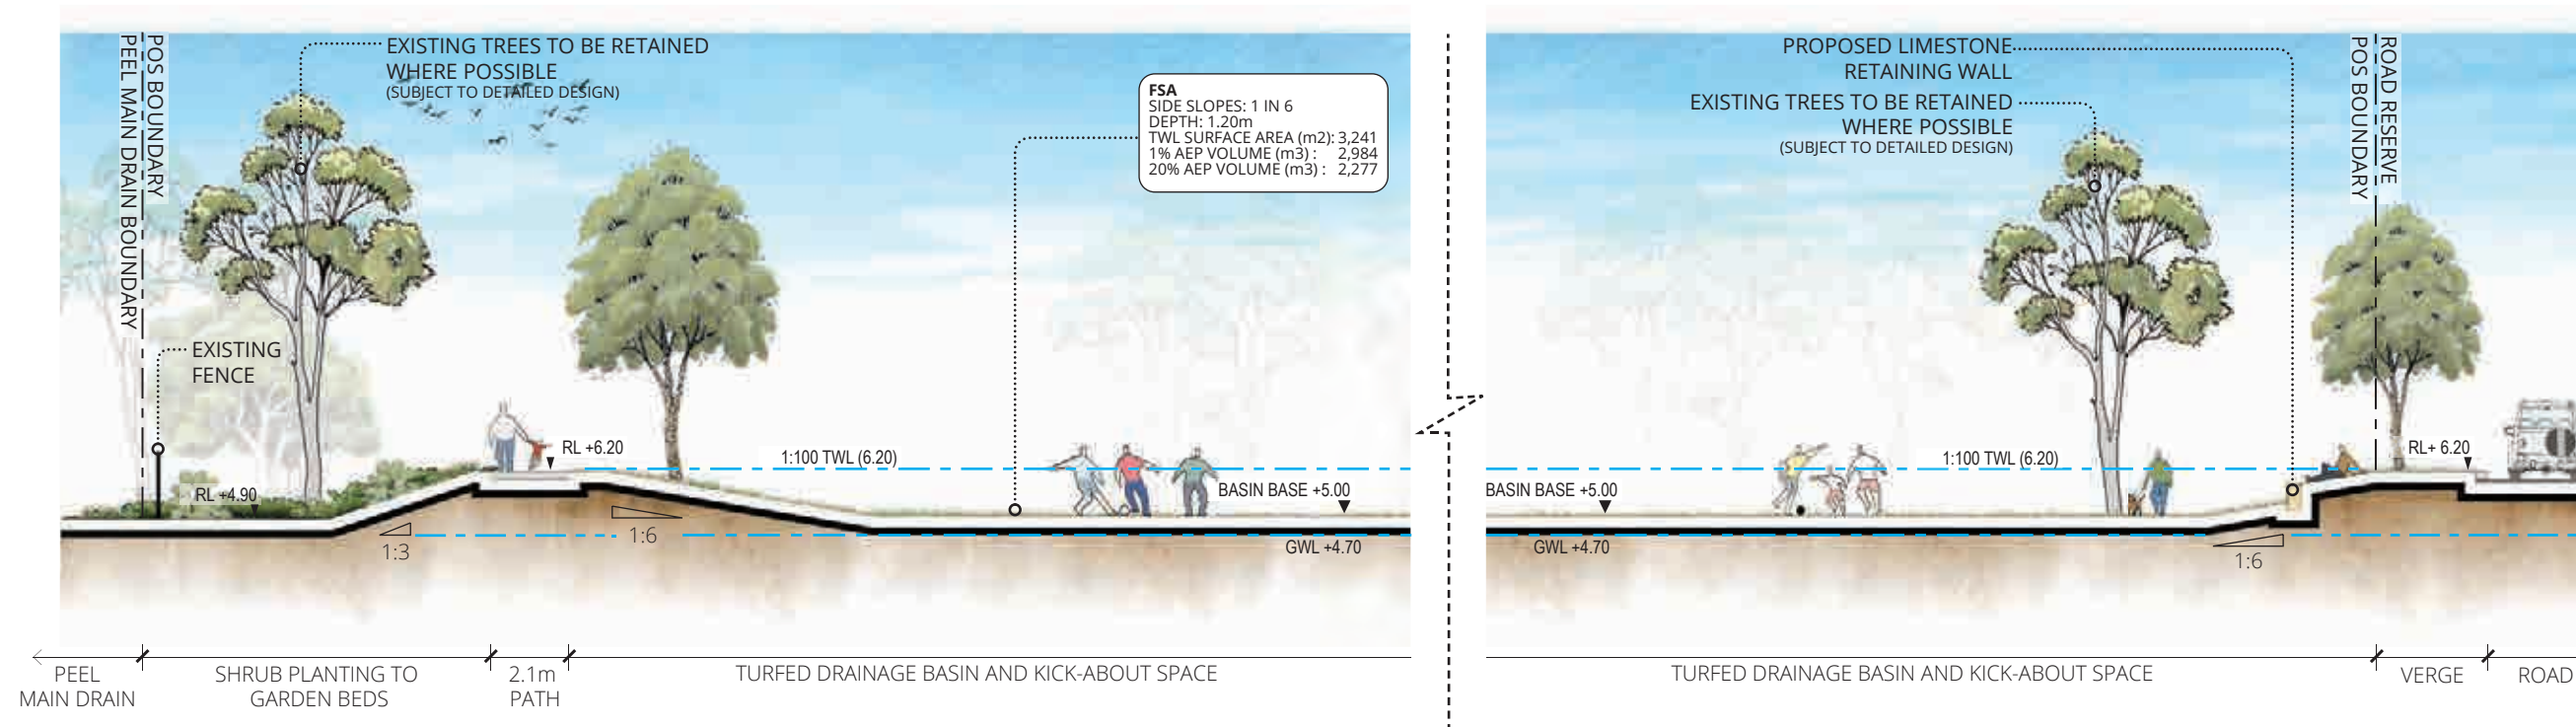 PEEL MAIN DRAIN BOUNDARY
POS BOUNDARY
EXISTING TREES TO BE RETAINED
WHERE POSSIBLE
(SUBJECT TO DETAILED DESIGN)
EXISTING
FENCE
RL +4.90
RL +6.20
1:3
1:6
1:100 TWL (6.20)
FSA
SIDE SLOPES: 1 IN 6
DEPTH: 1.20m
TWL SURFACE AREA (m2): 3,241
1% AEP VOLUME (m3) : 2,984
20% AEP VOLUME (m3) : 2,277
BASIN BASE +5.00
GWL +4.70
PEEL
MAIN DRAIN
SHRUB PLANTING TO
GARDEN BEDS
2.1m
PATH
TURFED DRAINAGE BASIN AND KICK-ABOUT SPACE
PROPOSED LIMESTONE
RETAINING WALL
EXISTING TREES TO BE RETAINED
WHERE POSSIBLE
(SUBJECT TO DETAILED DESIGN)
POS BOUNDARY
ROAD RESERVE
BASIN BASE +5.00
GWL +4.70
1:100 TWL (6.20)
RL+ 6.20
1:6
TURFED DRAINAGE BASIN AND KICK-ABOUT SPACE
VERGE
ROAD